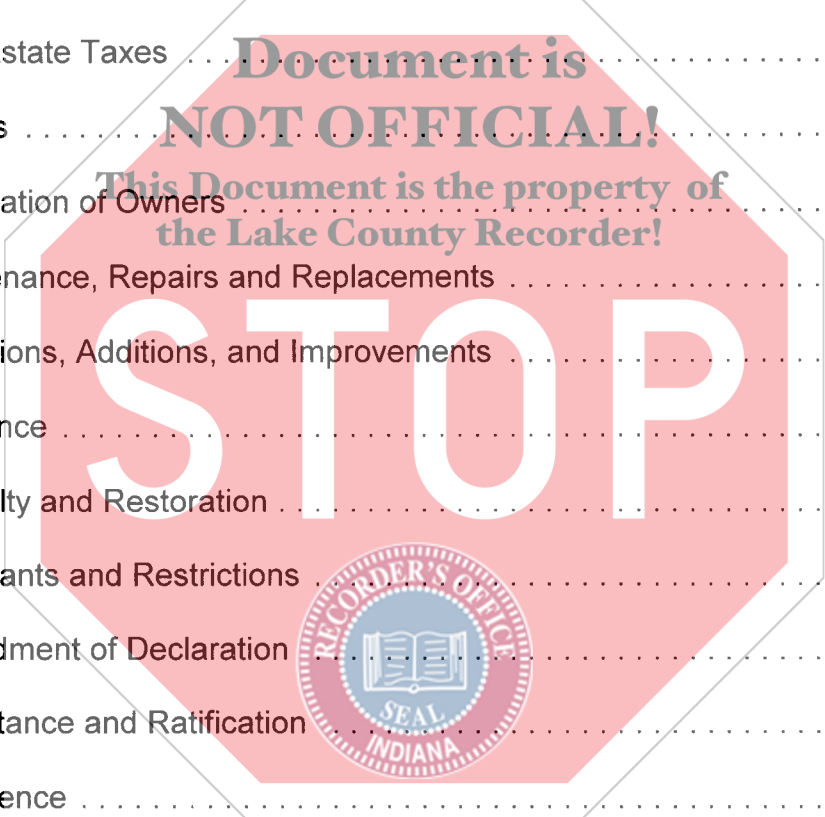 state Taxes . . . . . . . . . . . . . . . . . . . . . . . . . . . . . . . . . . . . . . . . . . .
Document is
s . . . . . . . . . . . . . . . . . . . . . . . . . . . . . . . . . . . . . . . . . . . . . . . . . . . . .
NOT OFFICIAL!
This Document is the property of
ation of Owners . . . . . . . . . . . . . . . . . . . . . . . . . . . . . . . . . . . . . . .
the Lake County Recorder!
nance, Repairs and Replacements . . . . . . . . . . . . . . . . . . . . .
STOP
ions, Additions, and Improvements . . . . . . . . . . . . . . . . . . . . .
nce . . . . . . . . . . . . . . . . . . . . . . . . . . . . . . . . . . . . . . . . . . . . . . . . . .
lty and Restoration . . . . . . . . . . . . . . . . . . . . . . . . . . . . . . . . . . . .
ants and Restrictions . . . . . . . . . . . . . . . . . . . . . . . . . . . . . . . . . .
RECORDER'S OFFICE
dment of Declaration . . . . . . . . . . . . . . . . . . . . . . . . . . . . . . . . . .
SEAL
tance and Ratification . . . . . . . . . . . . . . . . . . . . . . . . . . . . . . . . .
INDIANA
ence . . . . . . . . . . . . . . . . . . . . . . . . . . . . . . . . . . . . . . . . . . . . . . . . .